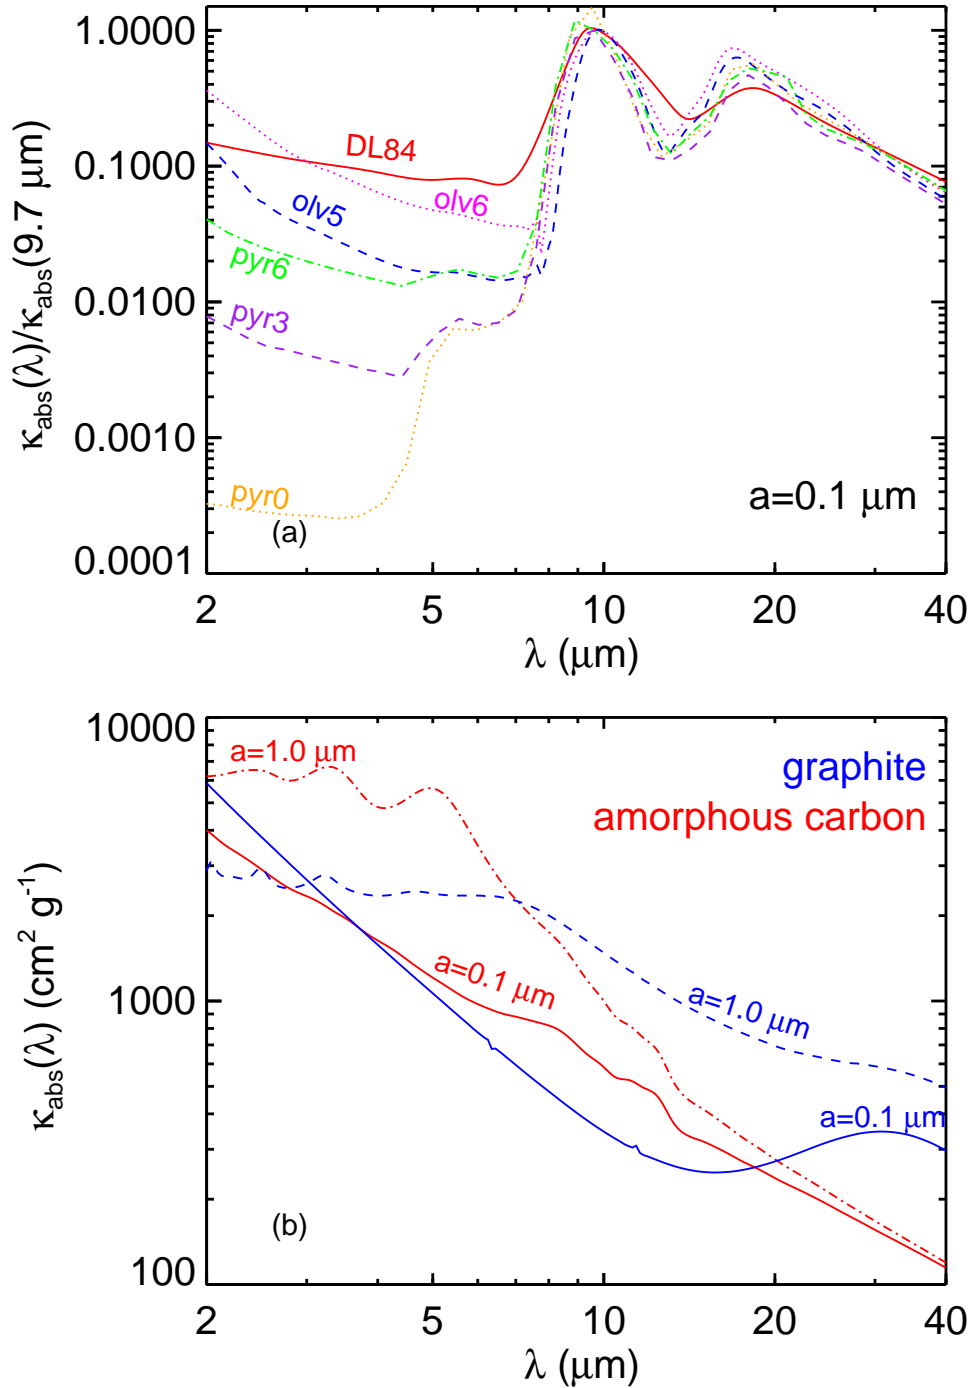 κabs(λ)/κabs(9.7 μm)
1.0000
0.1000
0.0100
0.0010
0.0001
DL84
olv6
olv5
pyr6
pyr3
pyr0
(a)
a=0.1 μm
2 5 10 20 40
λ (μm)
κabs(λ) (cm² g⁻¹)
10000
1000
100
a=1.0 μm
graphite
amorphous carbon
a=0.1 μm
a=1.0 μm
a=0.1 μm
(b)
2 5 10 20 40
λ (μm)